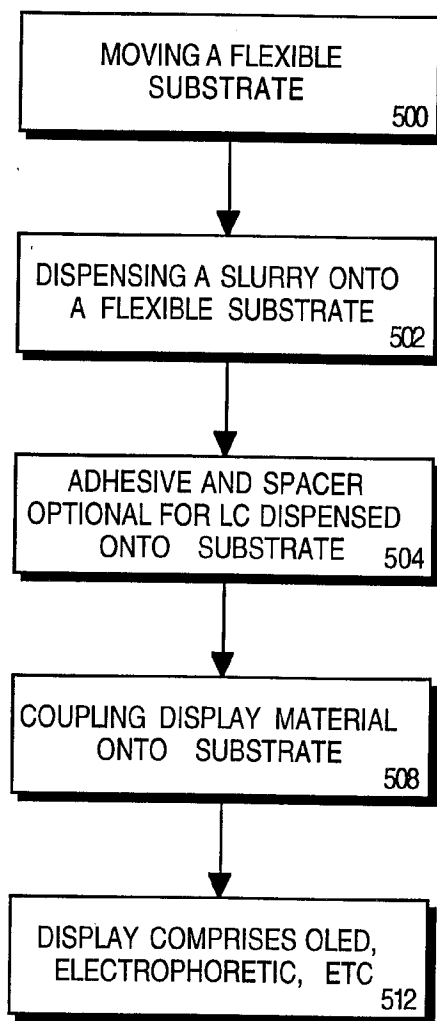 MOVING A FLEXIBLE
SUBSTRATE
500
DISPENSING A SLURRY ONTO
A FLEXIBLE SUBSTRATE
502
ADHESIVE AND SPACER
OPTIONAL FOR LC DISPENSED
ONTO SUBSTRATE
504
COUPLING DISPLAY MATERIAL
ONTO SUBSTRATE
508
DISPLAY COMPRISES OLED,
ELECTROPHORETIC, ETC
512